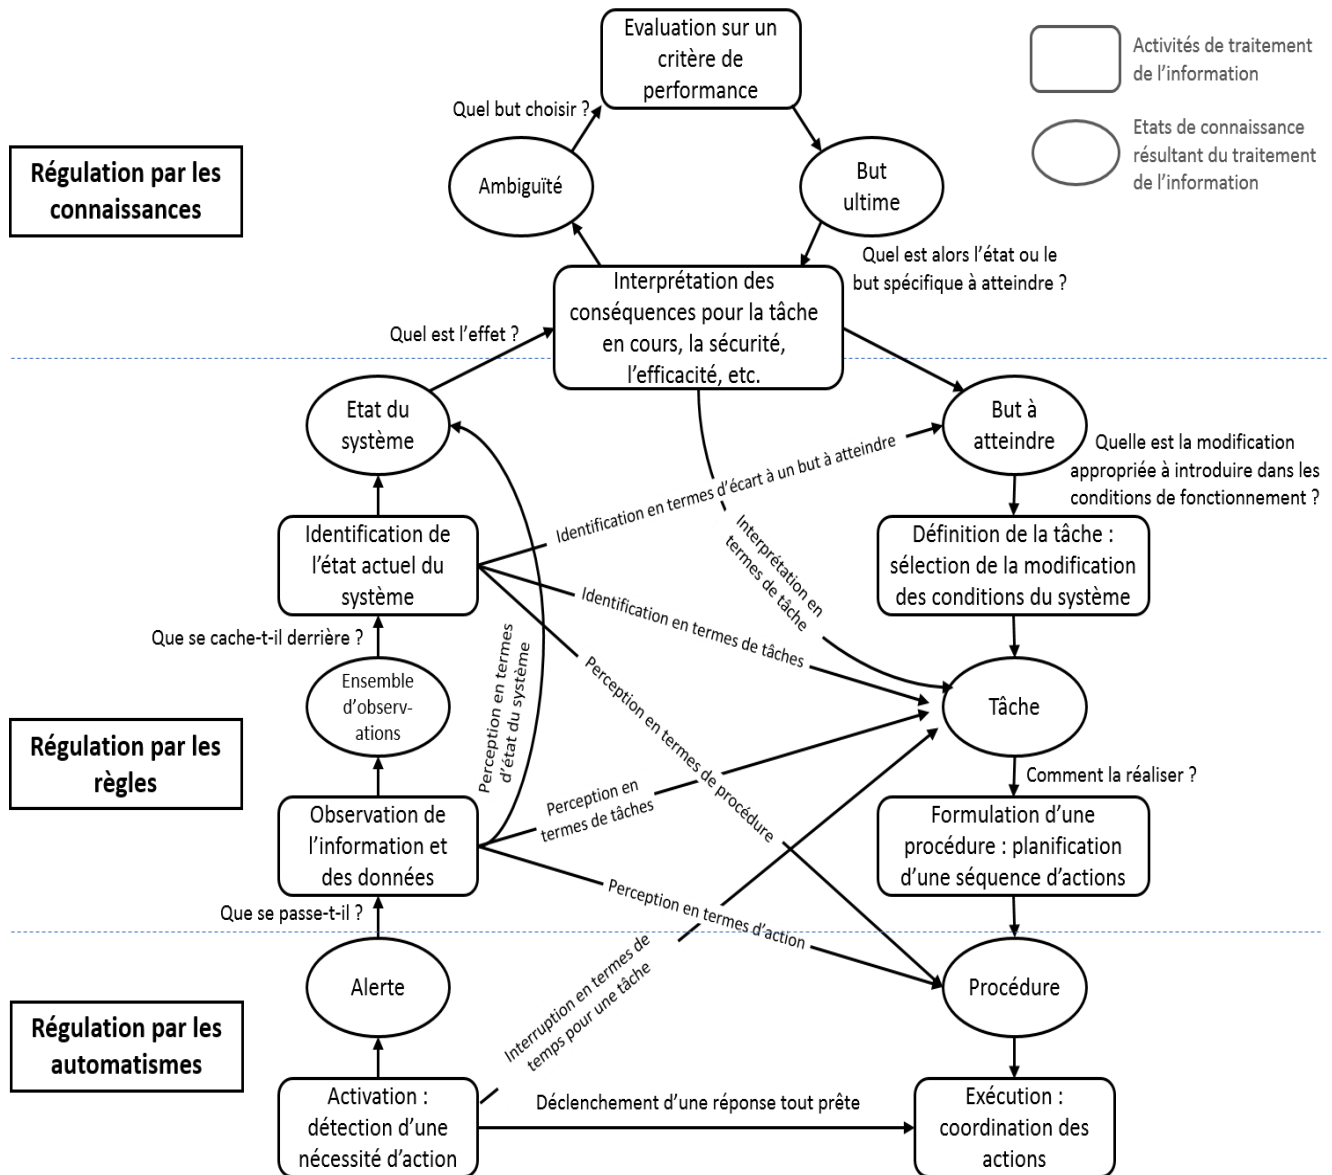 Evaluation sur un
critère de
performance
Activités de traitement
de l’information
Quel but choisir ?
Etats de connaissance
résultant du traitement
de l’information
Régulation par les
connaissances
Ambiguïté
But
ultime
Quel est alors l’état ou le
but spécifique à atteindre ?
Interprétation des
conséquences pour la tâche
en cours, la sécurité,
l’efficacité, etc.
Quel est l’effet ?
Etat du
système
But à
atteindre
Quelle est la modification
appropriée à introduire dans les
conditions de fonctionnement ?
Identification en termes d’écart à un but à atteindre
Interprétation en
termes de tâche
Identification de
l’état actuel du
système
Définition de la tâche :
sélection de la modification
des conditions du système
Identification en termes de tâches
Que se cache-t-il derrière ?
Perception en termes
d’état du système
Perception en termes de procédure
Ensemble
d’observ-
ations
Tâche
Régulation par les
règles
Comment la réaliser ?
Perception en
termes de tâches
Observation de
l’information et
des données
Formulation d’une
procédure : planification
d’une séquence d’actions
Perception en termes d’action
Que se passe-t-il ?
Interruption en termes de
temps pour une tâche
Alerte
Procédure
Régulation par les
automatismes
Activation :
détection d’une
nécessité d’action
Déclenchement d’une réponse tout prête
Exécution :
coordination des
actions